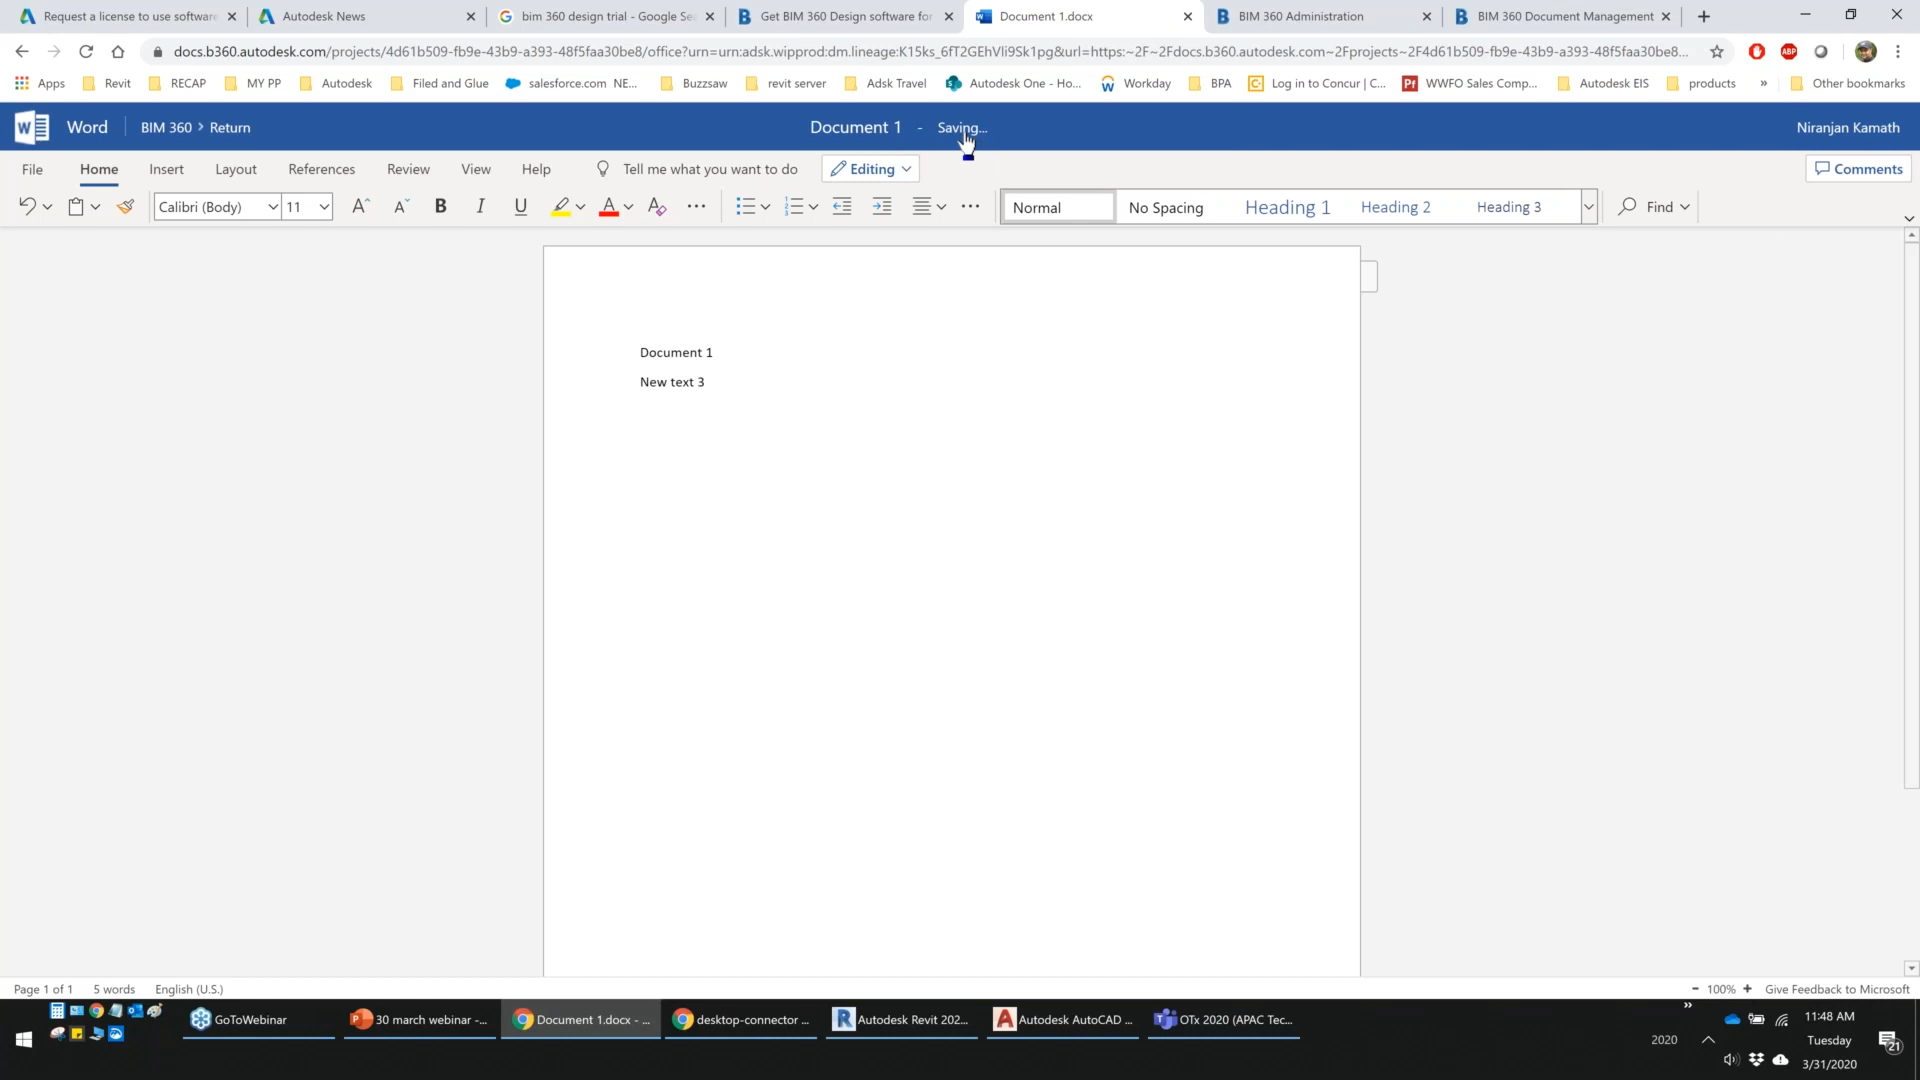 Request a license to use software
Autodesk News
bim 360 design trial - Google Se
Get BIM 360 Design software for
Document 1.docx
BIM 360 Administration
BIM 360 Document Management
docs.b360.autodesk.com/projects/4d61b509-fb9e-43b9-a393-48f5faa30be8/office?urn=urn:adsk.wipprod:dm.lineage:K15ks_6fT2GEhVli9Sk1pg&url=https:~2F~2Fdocs.b360.autodesk.com~2Fprojects~2F4d61b509-fb9e-43b9-a393-48f5faa30be8...
Apps Revit RECAP MY PP Autodesk Filed and Glue salesforce.com NE... Buzzsaw revit server Adsk Travel Autodesk One - Ho... Workday BPA Log in to Concur | C... WWFO Sales Comp... Autodesk EIS products » Other bookmarks
Word BIM 360 > Return Document 1 - Saving... Niranjan Kamath
File Home Insert Layout References Review View Help Tell me what you want to do Editing Comments
Calibri (Body) 11 B I U Normal No Spacing Heading 1 Heading 2 Heading 3 Find
Document 1
New text 3
Page 1 of 1 5 words English (U.S.) - 100% + Give Feedback to Microsoft
GoToWebinar
30 march webinar -...
Document 1.docx - ...
desktop-connector ...
Autodesk Revit 202...
Autodesk AutoCAD ...
OTx 2020 (APAC Tec...
2020
11:48 AM
Tuesday
3/31/2020
21